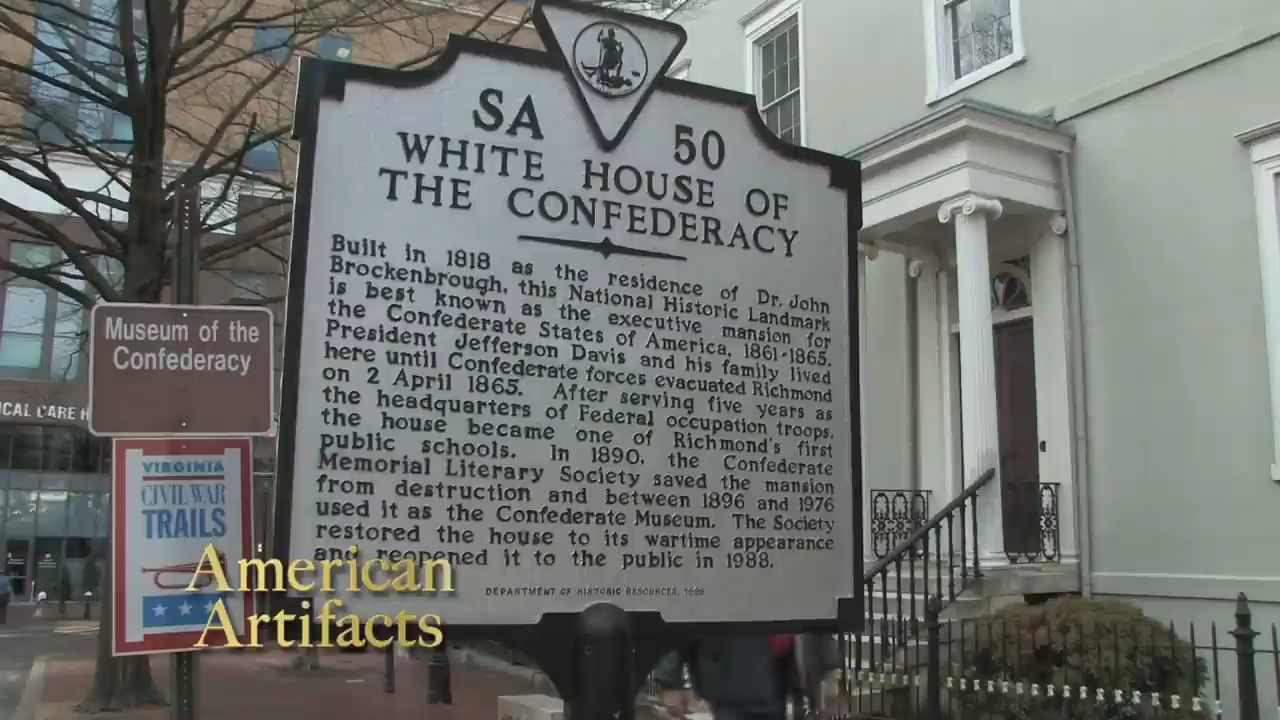 SA 50
WHITE HOUSE OF
THE CONFEDERACY
Built in 1818 as the residence of Dr. John
Brockenbrough, this National Historic Landmark
is best known as the executive mansion for
the Confederate States of America, 1861-1865.
President Jefferson Davis and his family lived
here until Confederate forces evacuated Richmond
on 2 April 1865. After serving five years as
the headquarters of Federal occupation troops,
the house became one of Richmond's first
public schools. In 1890, the Confederate
Memorial Literary Society saved the mansion
from destruction and between 1896 and 1976
used it as the Confederate Museum. The Society
restored the house to its wartime appearance
and reopened it to the public in 1988.
DEPARTMENT OF HISTORIC RESOURCES,
Museum of the
Confederacy
ICAL CARE H
VIRGINIA
CIVIL WAR
TRAILS
American
Artifacts